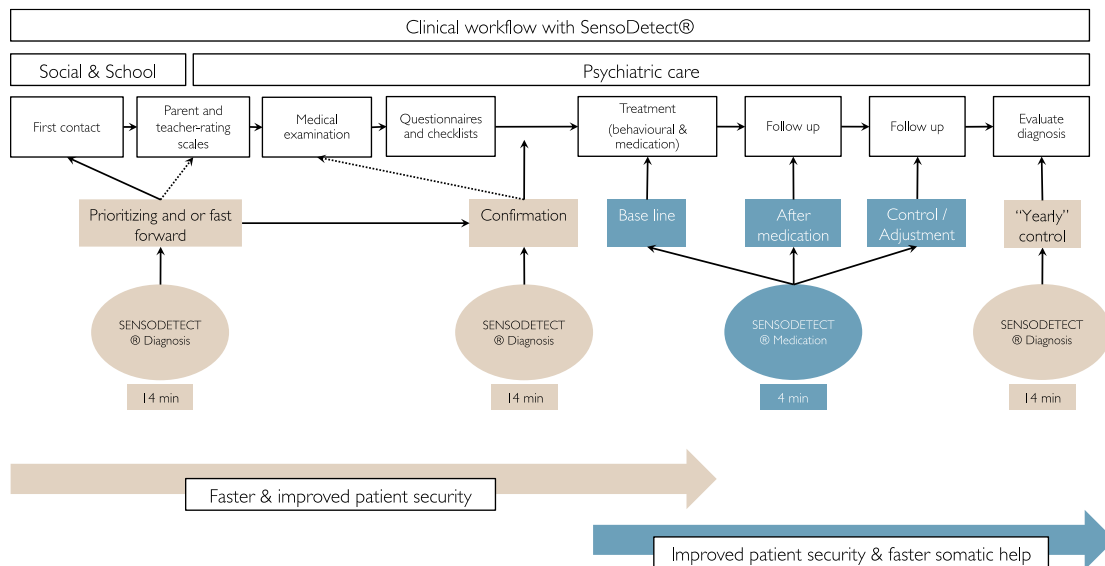 Clinical workflow with SensoDetect®
Social & School
Psychiatric care
First contact
Parent and
teacher-rating
scales
Medical
examination
Questionnaires
and checklists
Treatment
(behavioural &
medication)
Follow up
Follow up
Evaluate
diagnosis
Prioritizing and or fast
forward
Confirmation
Base line
After
medication
Control /
Adjustment
“Yearly”
control
SENSODETECT
® Diagnosis
SENSODETECT
® Diagnosis
SENSODETECT
® Medication
SENSODETECT
® Diagnosis
14 min
14 min
4 min
14 min
Faster & improved patient security
Improved patient security & faster somatic help